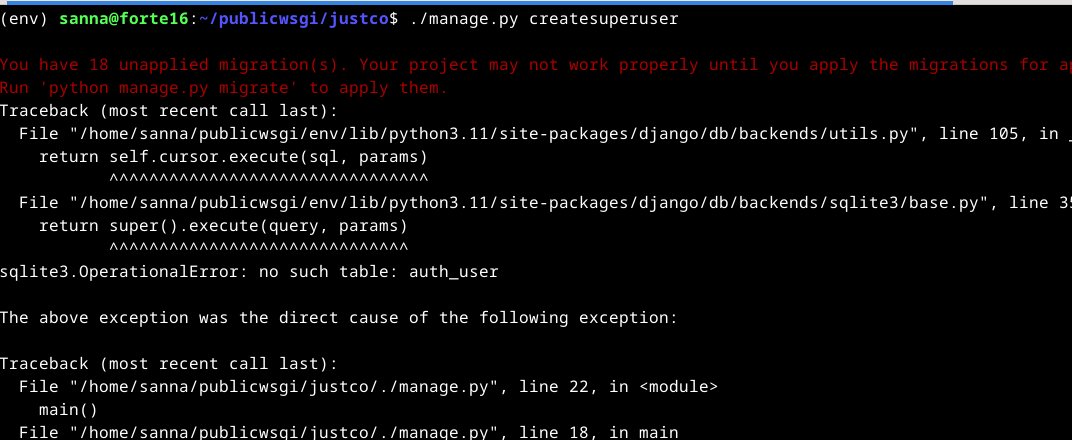 (env) sanna@forte16:~/publicwsgi/justco$ ./manage.py createsuperuser
You have 18 unapplied migration(s). Your project may not work properly until you apply the migrations for
Run 'python manage.py migrate' to apply them.
Traceback (most recent call last):
  File "/home/sanna/publicwsgi/env/lib/python3.11/site-packages/django/db/backends/utils.py", line 105, in _
    return self.cursor.execute(sql, params)
           ^^^^^^^^^^^^^^^^^^^^^^^^^^^^^^^^
  File "/home/sanna/publicwsgi/env/lib/python3.11/site-packages/django/db/backends/sqlite3/base.py", line
    return super().execute(query, params)
           ^^^^^^^^^^^^^^^^^^^^^^^^^^^^^^
sqlite3.OperationalError: no such table: auth_user
The above exception was the direct cause of the following exception:
Traceback (most recent call last):
  File "/home/sanna/publicwsgi/justco/./manage.py", line 22, in <module>
    main()
  File "/home/sanna/publicwsgi/justco/./manage.py", line 18, in main